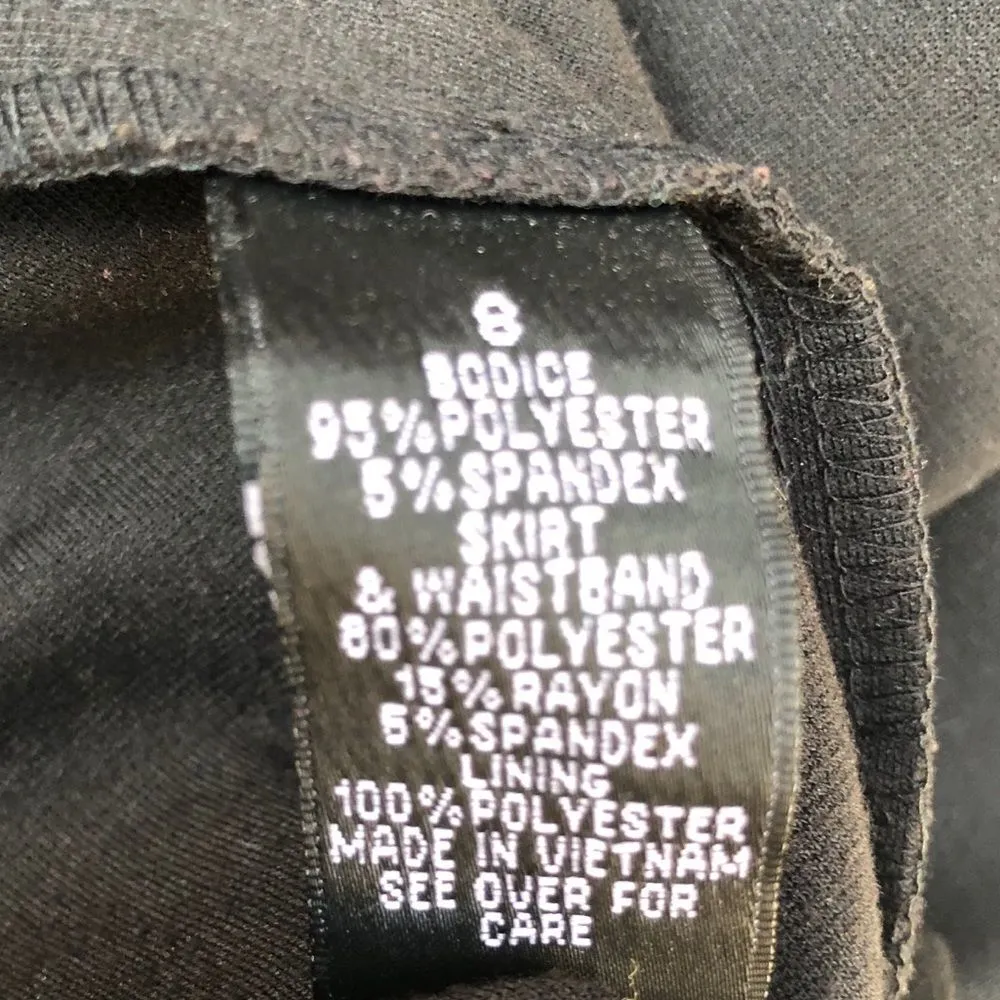 8
BODICE
95%POLYESTER
5%SPANDEX
SKIRT
& WAISTBAND
80%POLYESTER
15%RAYON
5%SPANDEX
LINING
100%POLYESTER
MADE IN VIETNAM
SEE OVER FOR
CARE